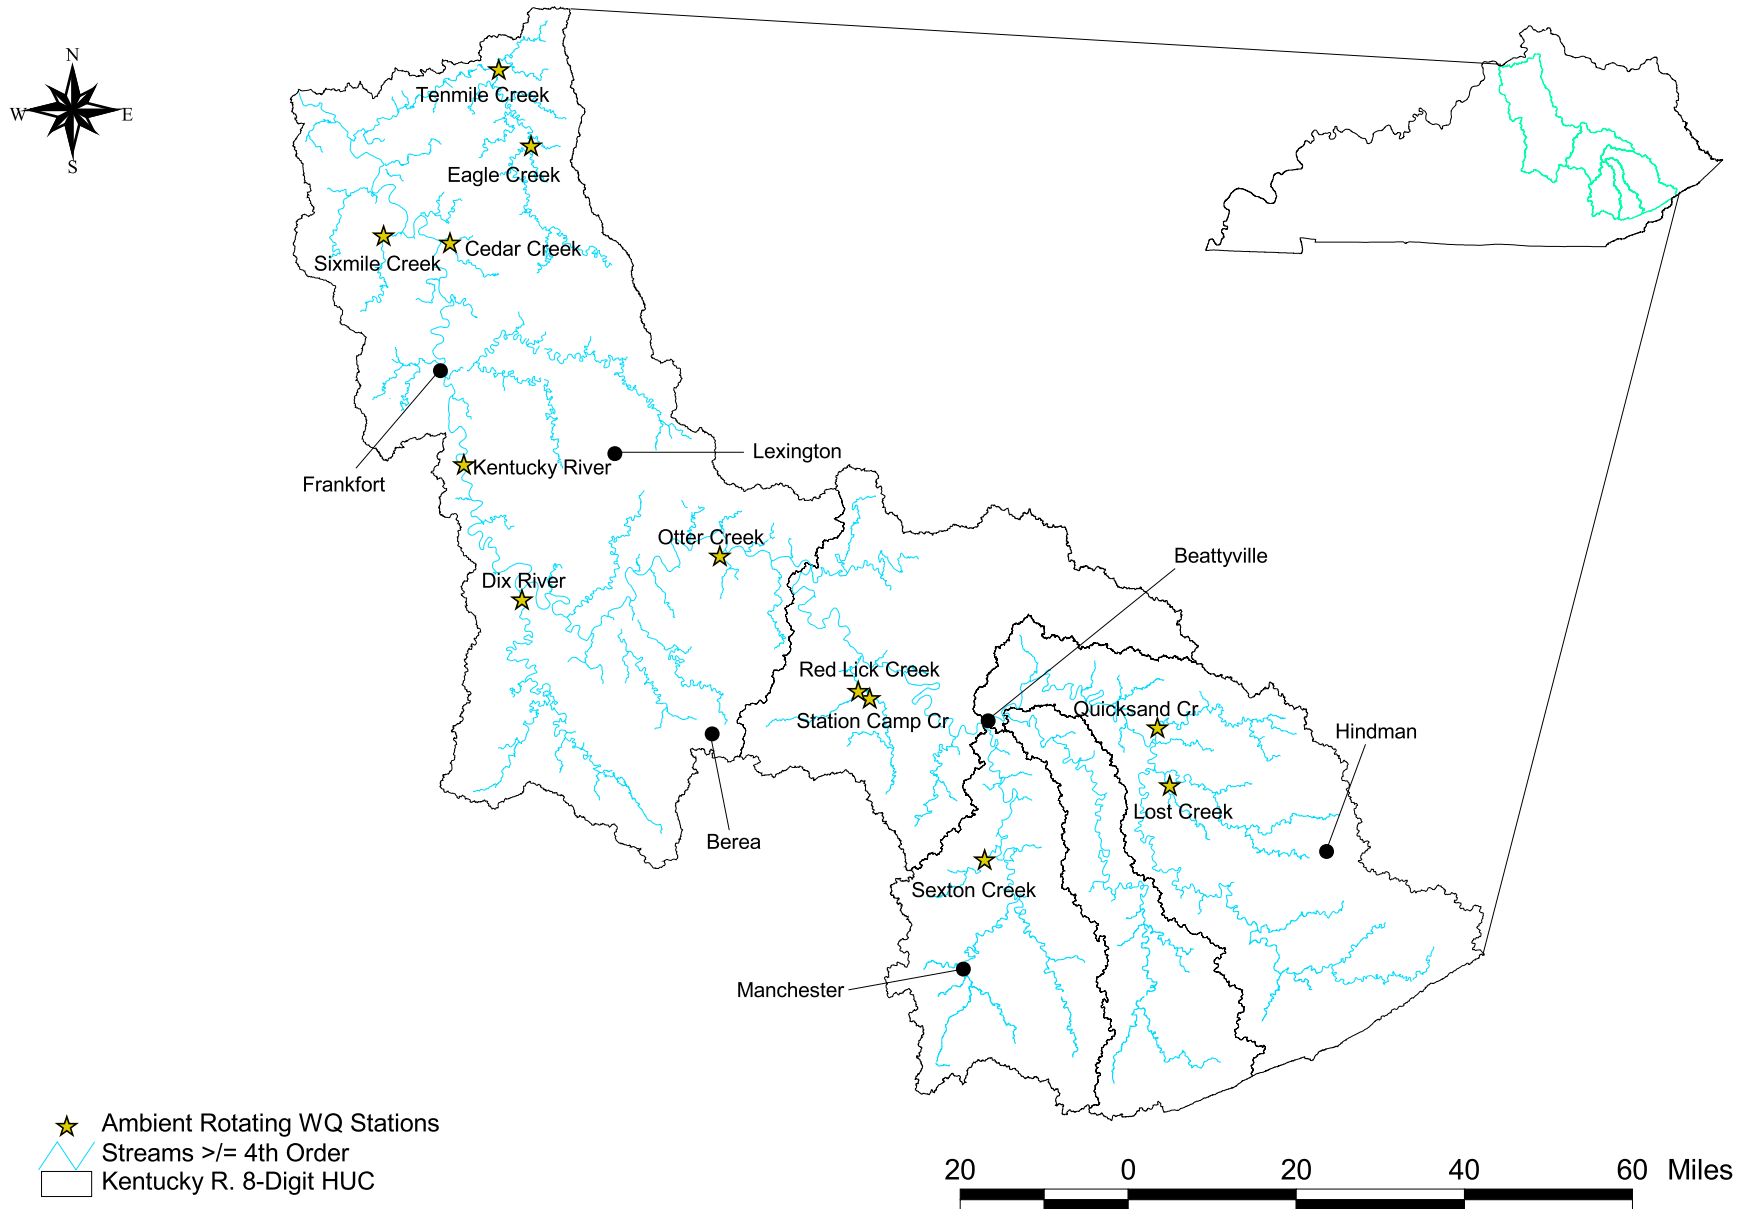 N
W
E
S
Tenmile Creek
Eagle Creek
Cedar Creek
Sixmile Creek
Lexington
Kentucky River
Frankfort
Otter Creek
Beattyville
Dix River
Red Lick Creek
Quicksand Cr
Station Camp Cr
Hindman
Lost Creek
Berea
Sexton Creek
Manchester
Ambient Rotating WQ Stations
Streams >/= 4th Order
Kentucky R. 8-Digit HUC
20 0 20 40 60 Miles